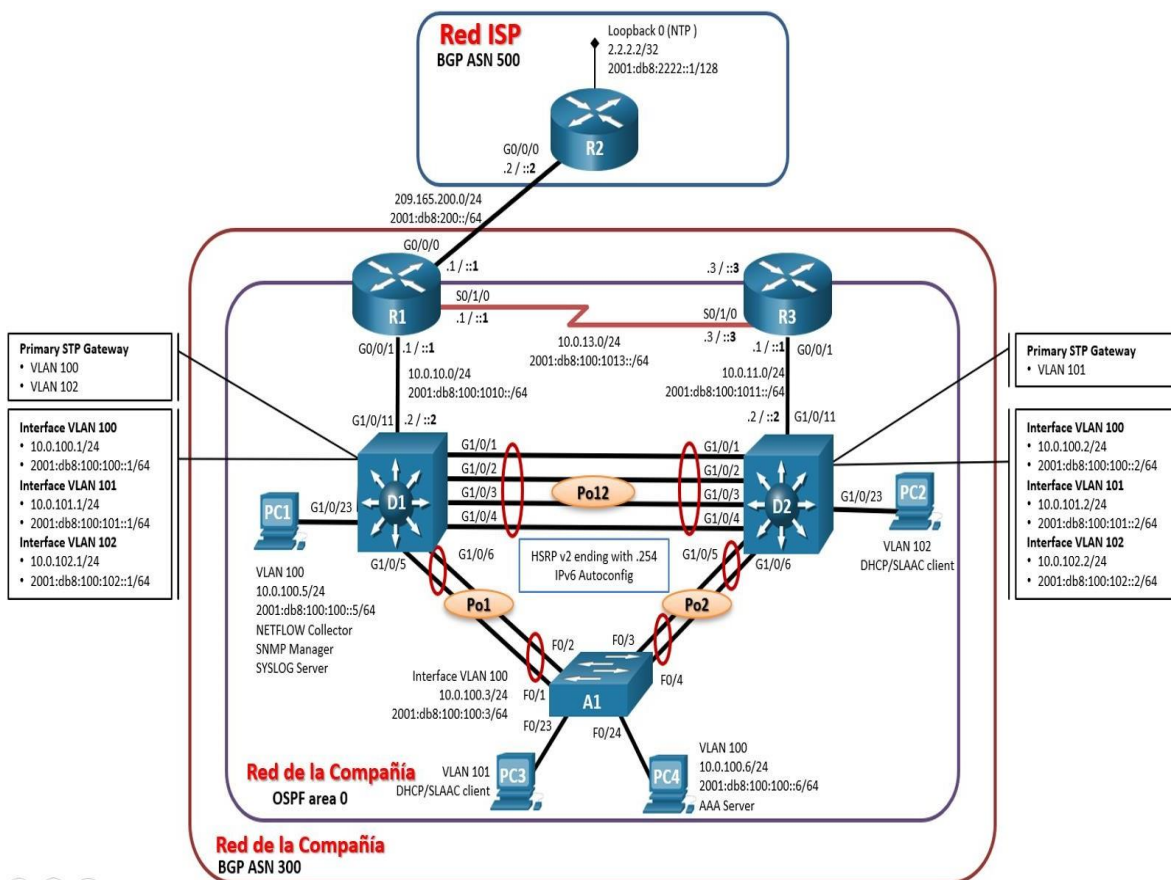 Red ISP
BGP ASN 500
Loopback 0 (NTP )
2.2.2.2/32
2001:db8:2222::1/128
R2
G0/0/0
.2 / ::2
209.165.200.0/24
2001:db8:200::/64
G0/0/0
.1 / ::1
R1
S0/1/0
.1 / ::1
G0/0/1
.1 / ::1
.3 / ::3
R3
S0/1/0
.3 / ::3
10.0.13.0/24
2001:db8:100:1013::/64
.1 / ::1
G0/0/1
10.0.10.0/24
2001:db8:100:1010::/64
10.0.11.0/24
2001:db8:100:1011::/64
Primary STP Gateway
• VLAN 100
• VLAN 102
Interface VLAN 100
• 10.0.100.1/24
• 2001:db8:100:100::1/64
Interface VLAN 101
• 10.0.101.1/24
• 2001:db8:100:101::1/64
Interface VLAN 102
• 10.0.102.1/24
• 2001:db8:100:102::1/64
Primary STP Gateway
• VLAN 101
Interface VLAN 100
• 10.0.100.2/24
• 2001:db8:100:100::2/64
Interface VLAN 101
• 10.0.101.2/24
• 2001:db8:100:101::2/64
Interface VLAN 102
• 10.0.102.2/24
• 2001:db8:100:102::2/64
G1/0/11
.2 / ::2
.2 / ::2
G1/0/11
G1/0/1
G1/0/1
G1/0/2
G1/0/2
G1/0/3
G1/0/3
G1/0/4
G1/0/4
Po12
D1
D2
PC1
G1/0/23
G1/0/23
PC2
VLAN 102
DHCP/SLAAC client
G1/0/5
G1/0/6
HSRP v2 ending with .254
IPv6 Autoconfig
G1/0/5
G1/0/6
VLAN 100
10.0.100.5/24
2001:db8:100:100::5/64
NETFLOW Collector
SNMP Manager
SYSLOG Server
Po1
Po2
F0/2
F0/1
F0/3
F0/4
Interface VLAN 100
10.0.100.3/24
2001:db8:100:100:3/64
A1
F0/23
F0/24
VLAN 101
DHCP/SLAAC client
PC3
PC4
VLAN 100
10.0.100.6/24
2001:db8:100:100::6/64
AAA Server
Red de la Compañía
OSPF area 0
Red de la Compañía
BGP ASN 300